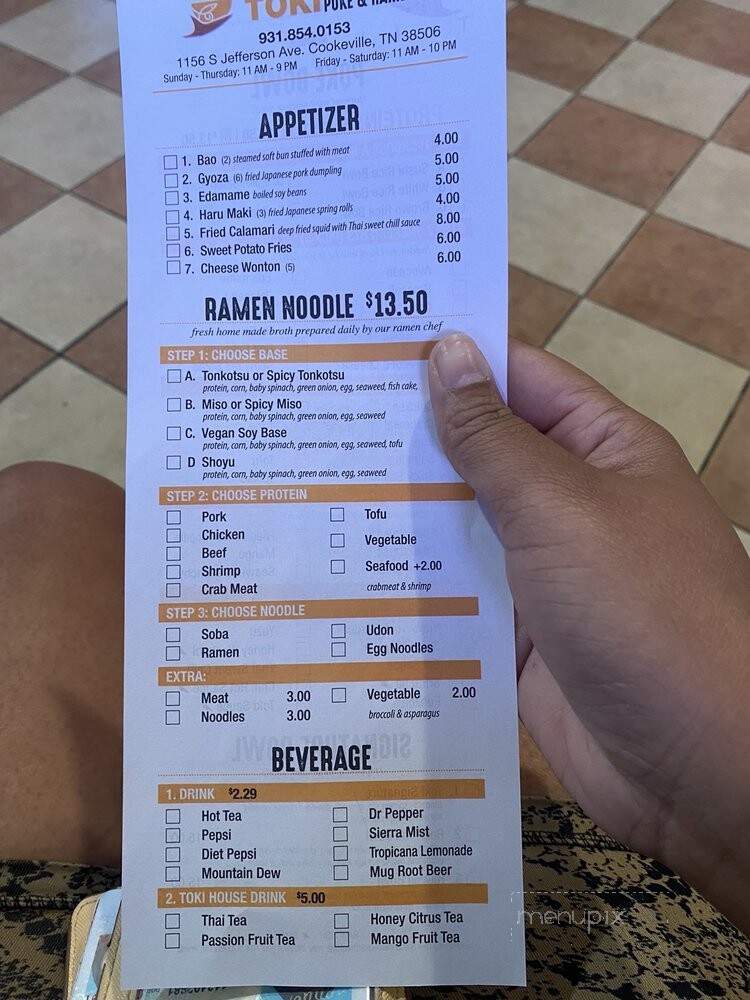 TOKI POKE &
931.854.0153
1156 S Jefferson Ave. Cookeville, TN 38506
Sunday - Thursday: 11 AM - 9 PM Friday - Saturday: 11 AM - 10 PM
APPETIZER
1. Bao (2) steamed soft bun stuffed with meat 4.00
2. Gyoza (6) fried Japanese pork dumpling 5.00
3. Edamame boiled soy beans 5.00
4. Haru Maki (3) fried Japanese spring rolls 4.00
5. Fried Calamari deep fried squid with Thai sweet chili sauce 8.00
6. Sweet Potato Fries 6.00
7. Cheese Wonton (5) 6.00
RAMEN NOODLE $13.50
fresh home made broth prepared daily by our ramen chef
STEP 1: CHOOSE BASE
A. Tonkotsu or Spicy Tonkotsu
protein, corn, baby spinach, green onion, egg, seaweed, fish cake,
B. Miso or Spicy Miso
protein, corn, baby spinach, green onion, egg, seaweed
C. Vegan Soy Base
protein, corn, baby spinach, green onion, egg, seaweed, tofu
D Shoyu
protein, corn, baby spinach, green onion, egg, seaweed
STEP 2: CHOOSE PROTEIN
Pork
Chicken
Beef
Shrimp
Crab Meat
Tofu
Vegetable
Seafood +2.00
crabmeat & shrimp
STEP 3: CHOOSE NOODLE
Soba
Ramen
Udon
Egg Noodles
EXTRA:
Meat 3.00
Noodles 3.00
Vegetable 2.00
broccoli & asparagus
BEVERAGE
1. DRINK $2.29
Hot Tea
Pepsi
Diet Pepsi
Mountain Dew
Dr Pepper
Sierra Mist
Tropicana Lemonade
Mug Root Beer
2. TOKI HOUSE DRINK $5.00
Thai Tea
Passion Fruit Tea
Honey Citrus Tea
Mango Fruit Tea
menupix